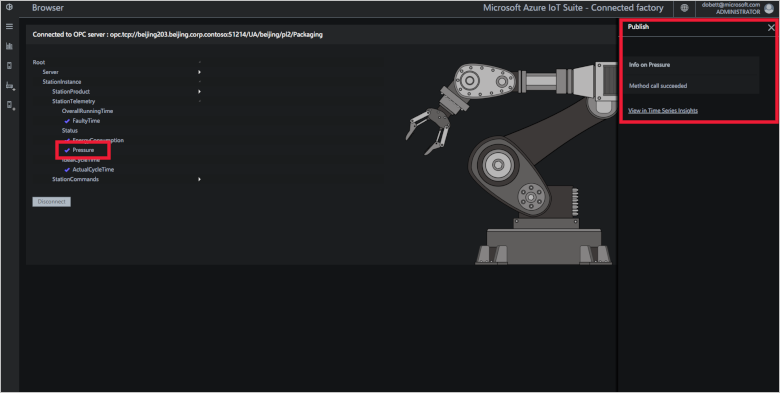 Browser
Microsoft Azure IoT Suite - Connected factory
dobett@microsoft.com
ADMINISTRATOR
Connected to OPC server : opc.tcp://beijing203.beijing.corp.contoso:51214/UA/beijing/pl2/Packaging
Root
Server
StationInstance
StationProduct
StationTelemetry
OverallRunningTime
FaultyTime
Status
EnergyConsumption
Pressure
IdealCycleTime
ActualCycleTime
StationCommands
Disconnect
Publish
Info on Pressure
Method call succeeded
View in Time Series Insights